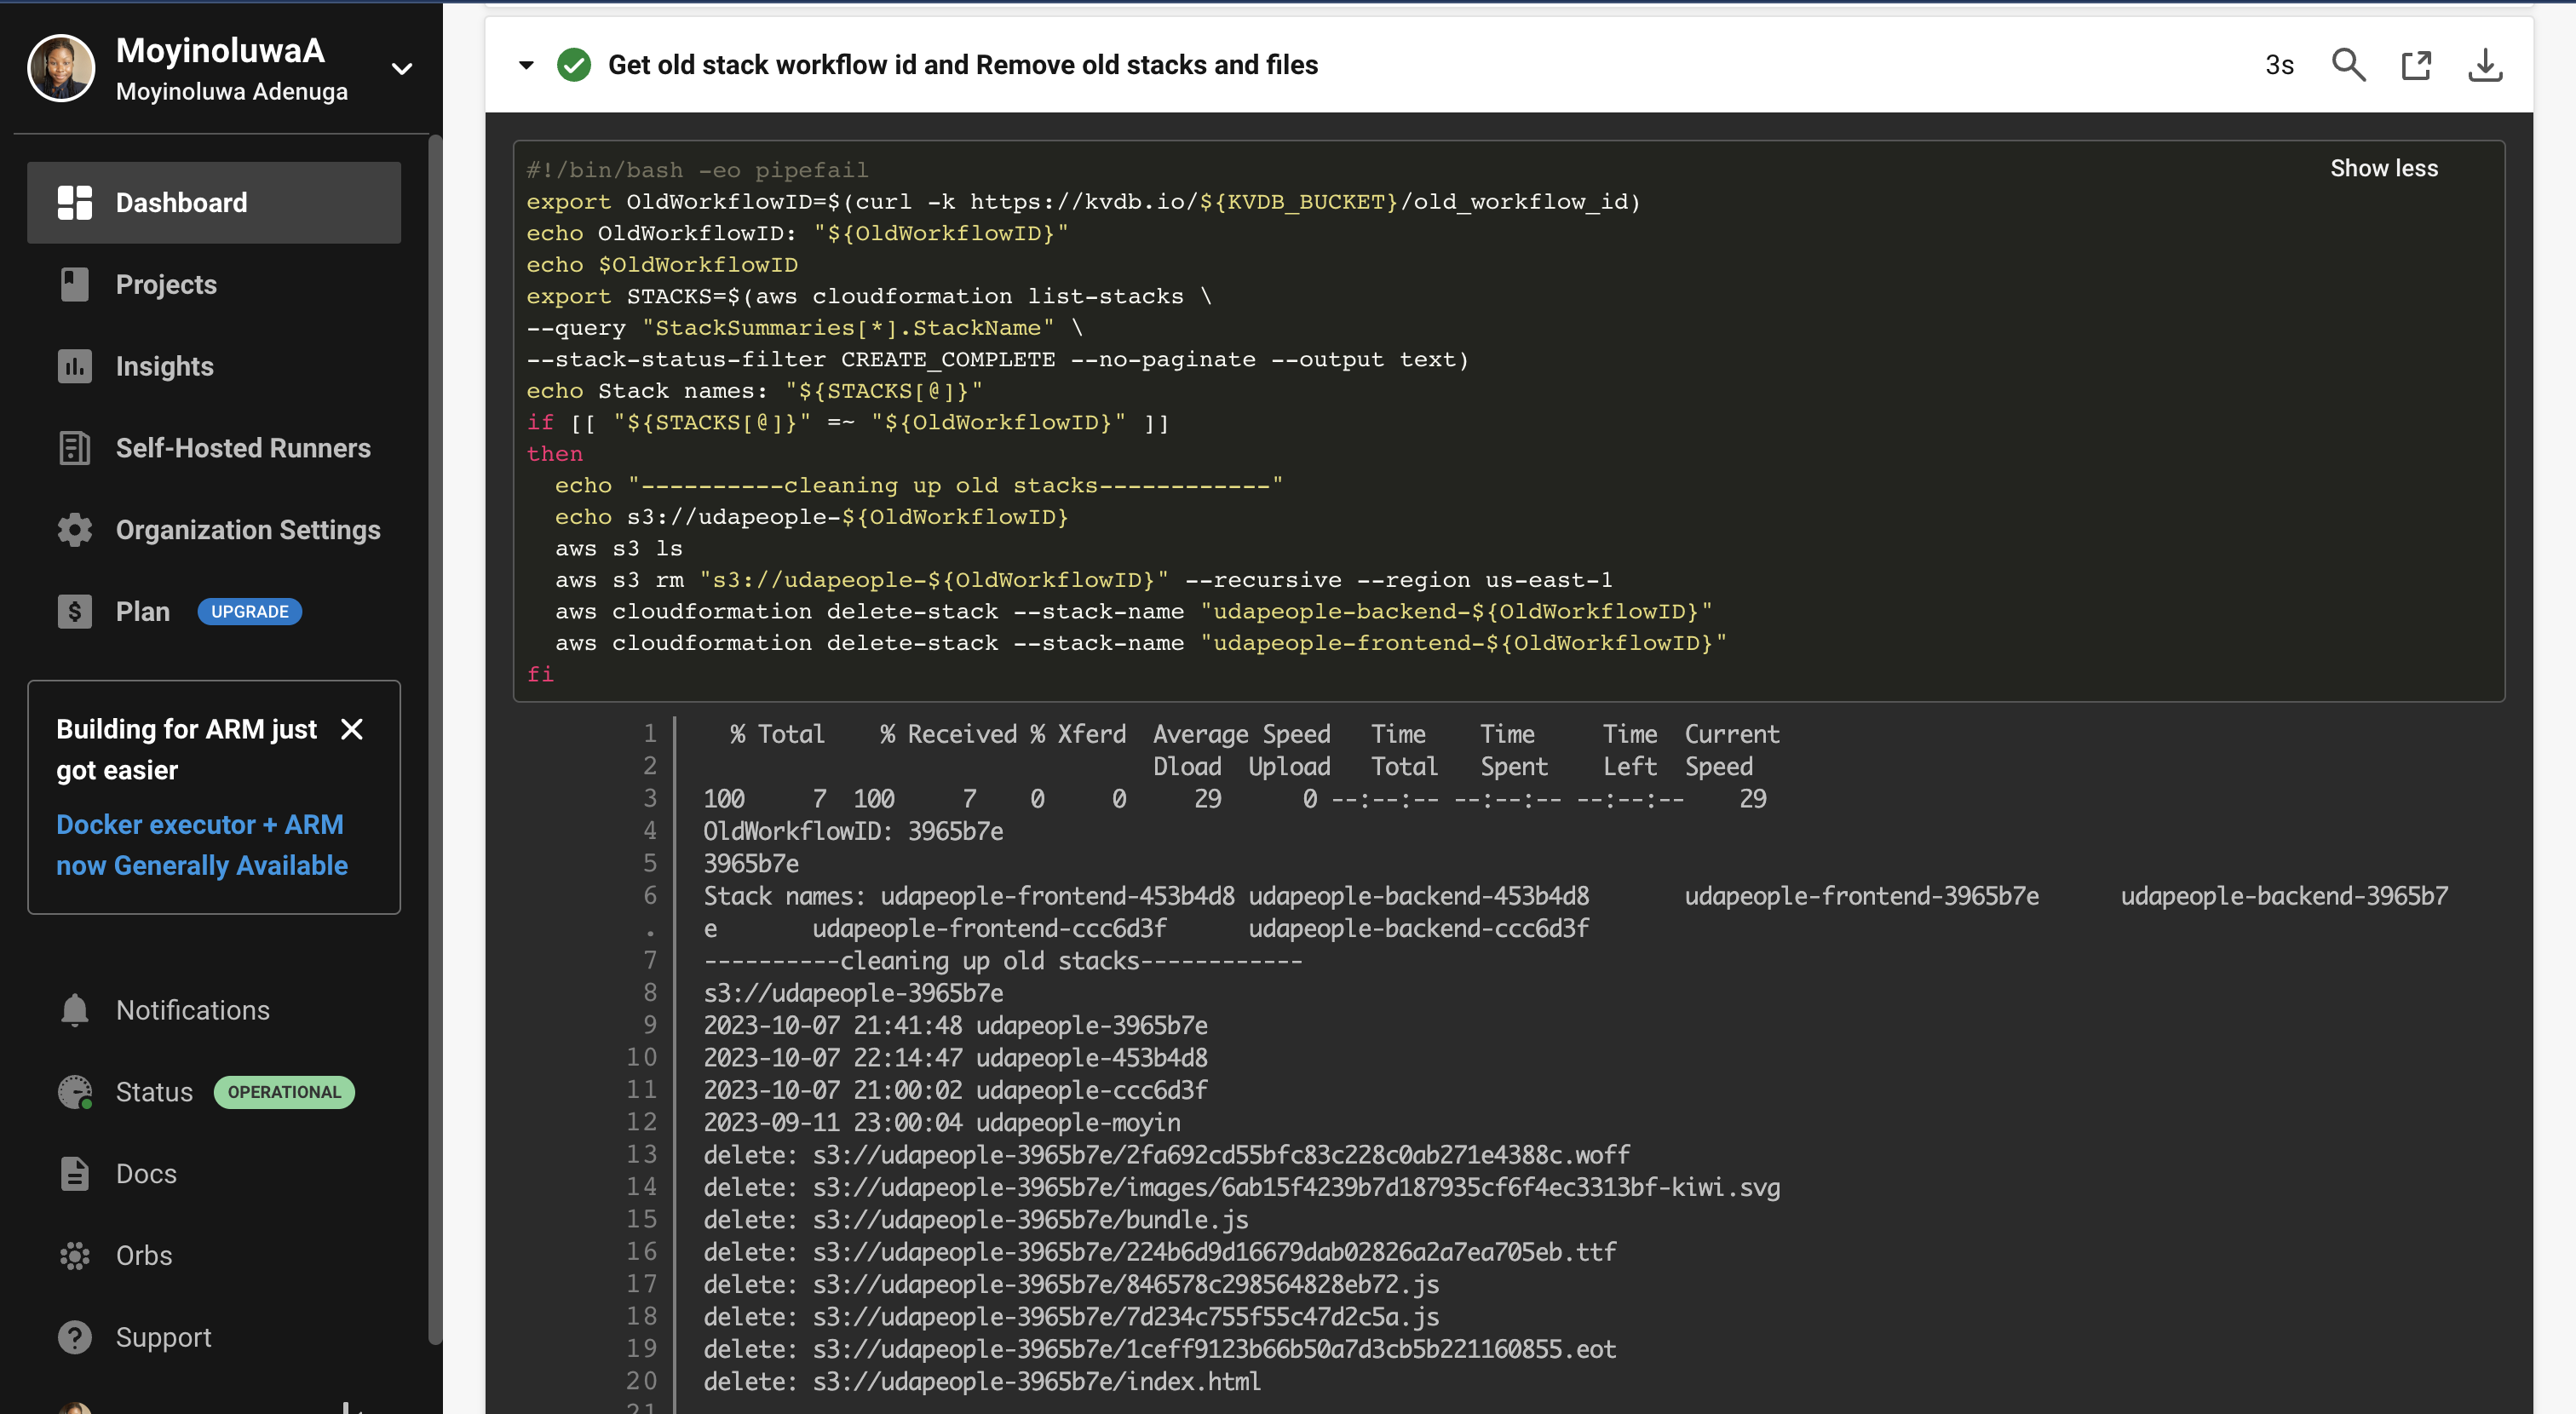 MoyinoluwaA
Moyinoluwa Adenuga
Dashboard
Projects
Insights
Self-Hosted Runners
Organization Settings
Plan UPGRADE
Building for ARM just
got easier
Docker executor + ARM
now Generally Available
Notifications
Status OPERATIONAL
Docs
Orbs
Support
Get old stack workflow id and Remove old stacks and files
3s
Show less
#!/bin/bash -eo pipefail
export OldWorkflowID=$(curl -k https://kvdb.io/${KVDB_BUCKET}/old_workflow_id)
echo OldWorkflowID: "${OldWorkflowID}"
echo $OldWorkflowID
export STACKS=$(aws cloudformation list-stacks \
--query "StackSummaries[*].StackName" \
--stack-status-filter CREATE_COMPLETE --no-paginate --output text)
echo Stack names: "${STACKS[@]}"
if [[ "${STACKS[@]}" =~ "${OldWorkflowID}" ]]
then
  echo "----------cleaning up old stacks------------"
  echo s3://udapeople-${OldWorkflowID}
  aws s3 ls
  aws s3 rm "s3://udapeople-${OldWorkflowID}" --recursive --region us-east-1
  aws cloudformation delete-stack --stack-name "udapeople-backend-${OldWorkflowID}"
  aws cloudformation delete-stack --stack-name "udapeople-frontend-${OldWorkflowID}"
fi
1   % Total    % Received % Xferd  Average Speed   Time    Time     Time  Current
2                                  Dload  Upload   Total   Spent    Left  Speed
3 100     7  100     7    0     0     29      0 --:--:-- --:--:-- --:--:--    29
4 OldWorkflowID: 3965b7e
5 3965b7e
6 Stack names: udapeople-frontend-453b4d8 udapeople-backend-453b4d8       udapeople-frontend-3965b7e      udapeople-backend-3965b7
. e       udapeople-frontend-ccc6d3f      udapeople-backend-ccc6d3f
7 ----------cleaning up old stacks------------
8 s3://udapeople-3965b7e
9 2023-10-07 21:41:48 udapeople-3965b7e
10 2023-10-07 22:14:47 udapeople-453b4d8
11 2023-10-07 21:00:02 udapeople-ccc6d3f
12 2023-09-11 23:00:04 udapeople-moyin
13 delete: s3://udapeople-3965b7e/2fa692cd55bfc83c228c0ab271e4388c.woff
14 delete: s3://udapeople-3965b7e/images/6ab15f4239b7d187935cf6f4ec3313bf-kiwi.svg
15 delete: s3://udapeople-3965b7e/bundle.js
16 delete: s3://udapeople-3965b7e/224b6d9d16679dab02826a2a7ea705eb.ttf
17 delete: s3://udapeople-3965b7e/846578c298564828eb72.js
18 delete: s3://udapeople-3965b7e/7d234c755f55c47d2c5a.js
19 delete: s3://udapeople-3965b7e/1ceff9123b66b50a7d3cb5b221160855.eot
20 delete: s3://udapeople-3965b7e/index.html
21